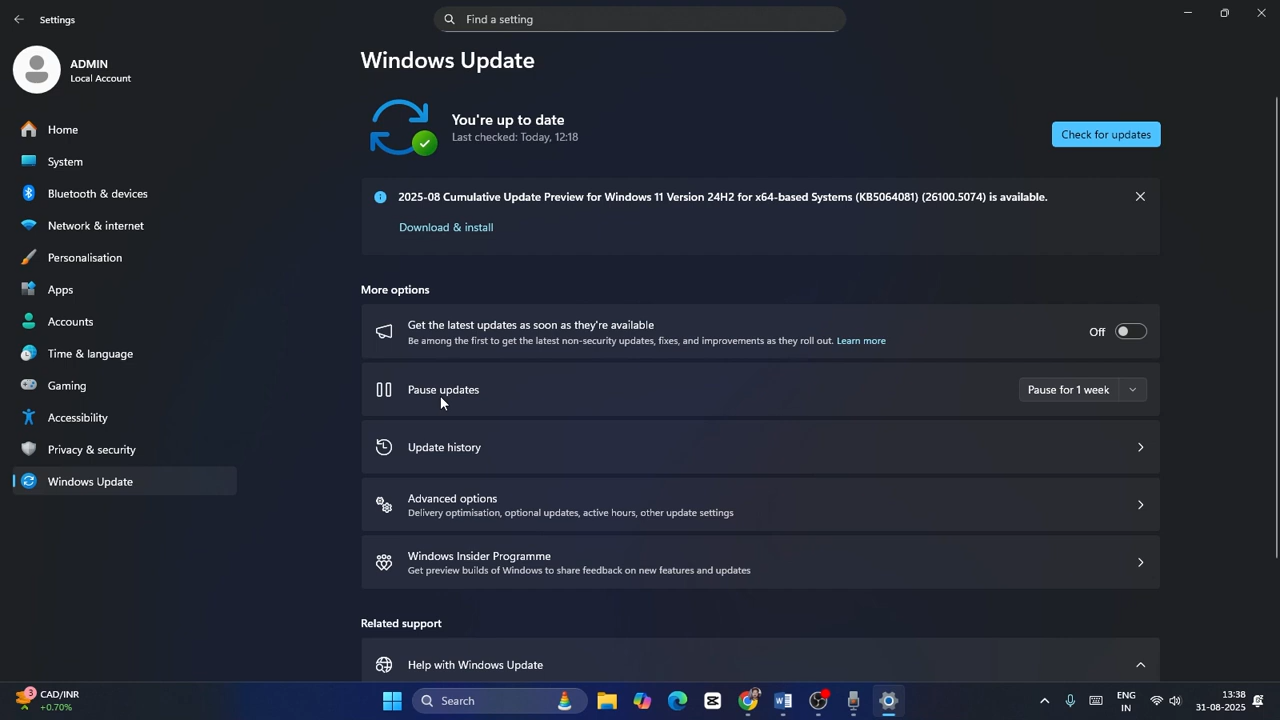 Settings
Find a setting
ADMIN
Local Account
Home
System
Bluetooth & devices
Network & internet
Personalisation
Apps
Accounts
Time & language
Gaming
Accessibility
Privacy & security
Windows Update
Windows Update
You're up to date
Last checked: Today, 12:18
Check for updates
2025-08 Cumulative Update Preview for Windows 11 Version 24H2 for x64-based Systems (KB5064081) (26100.5074) is available.
Download & install
More options
Get the latest updates as soon as they're available
Be among the first to get the latest non-security updates, fixes, and improvements as they roll out. Learn more
Off
Pause updates
Pause for 1 week
Update history
Advanced options
Delivery optimisation, optional updates, active hours, other update settings
Windows Insider Programme
Get preview builds of Windows to share feedback on new features and updates
Related support
Help with Windows Update
3
CAD/INR
+0.70%
Search
ENG
IN
13:38
31-08-2025